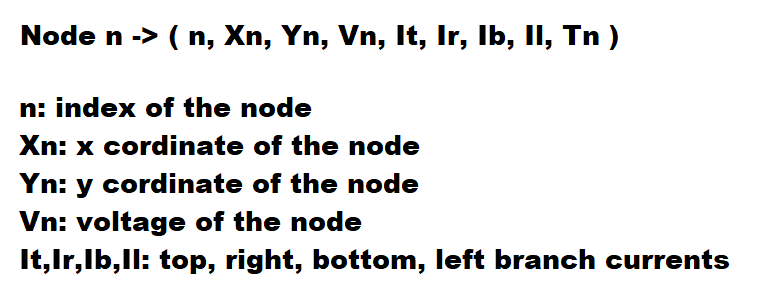 Node n -> ( n, Xn, Yn, Vn, It, Ir, Ib, Il, Tn )
n: index of the node
Xn: x cordinate of the node
Yn: y cordinate of the node
Vn: voltage of the node
It,Ir,Ib,Il: top, right, bottom, left branch currents